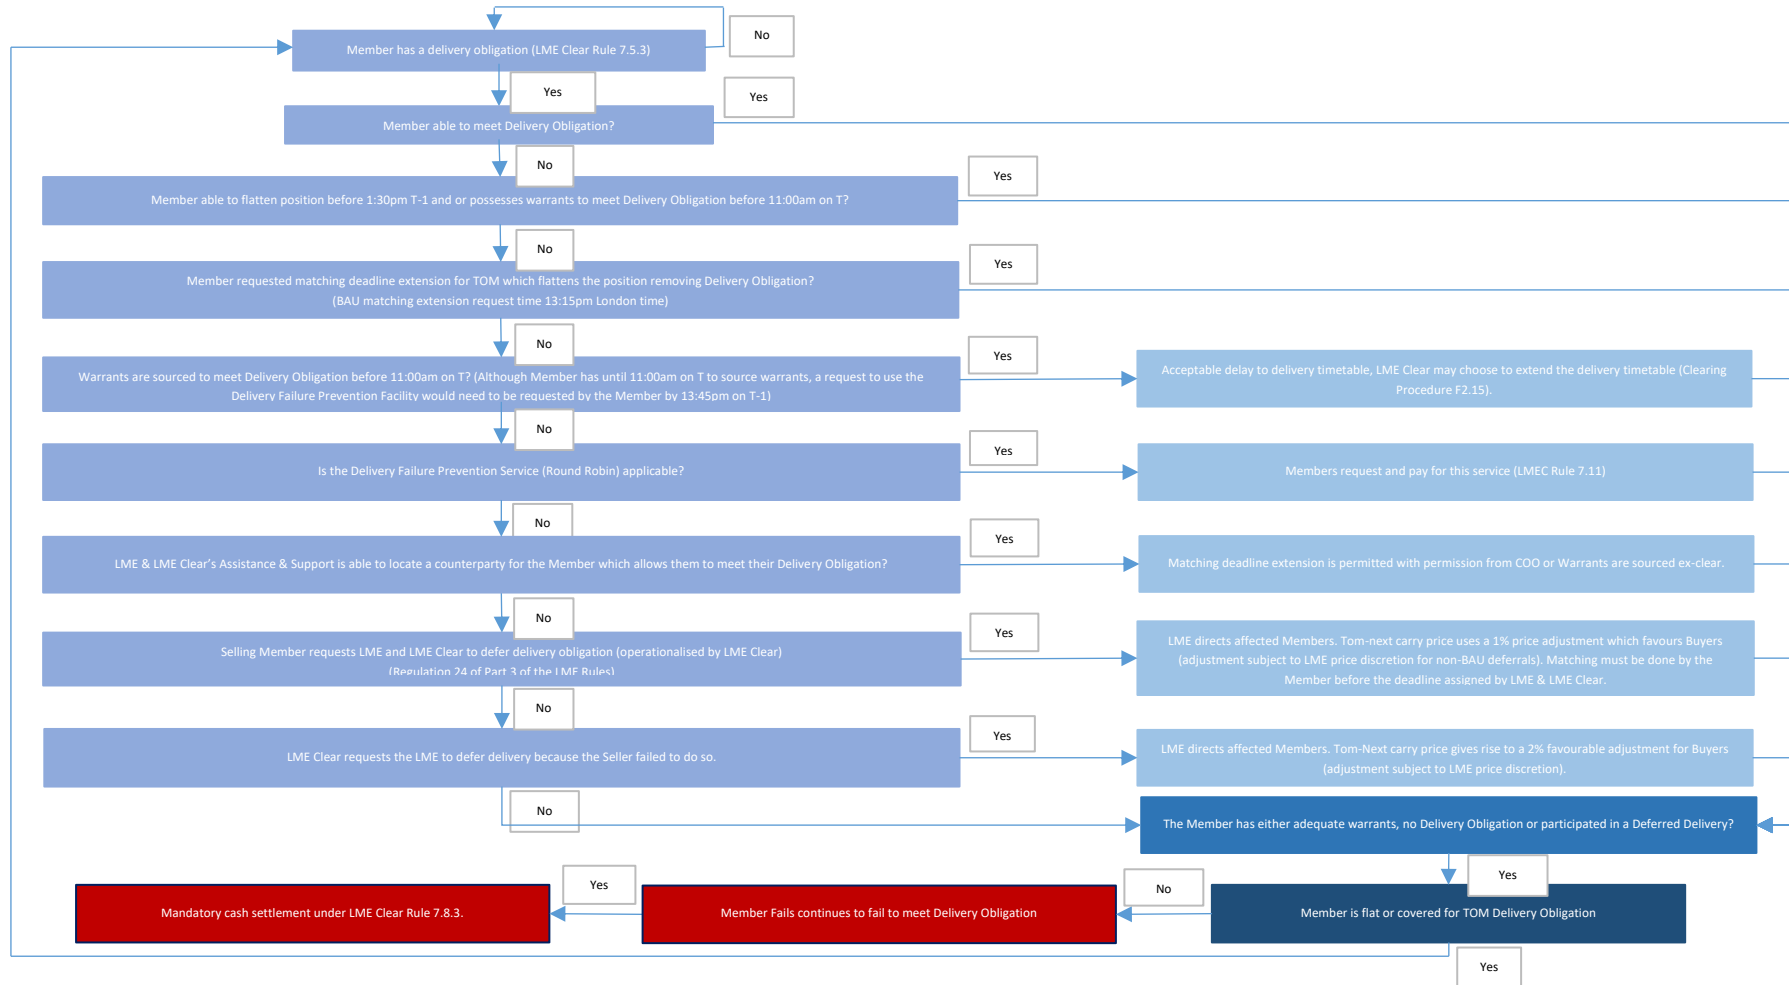 Member has a delivery obligation (LME Clear Rule 7.5.3)
No
Yes
Yes
Member able to meet Delivery Obligation?
No
Yes
Member able to flatten position before 1:30pm T-1 and or possesses warrants to meet Delivery Obligation before 11:00am on T?
No
Yes
Member requested matching deadline extension for TOM which flattens the position removing Delivery Obligation?
(BAU matching extension request time 13:15pm London time)
No
Yes
Warrants are sourced to meet Delivery Obligation before 11:00am on T? (Although Member has until 11:00am on T to source warrants, a request to use the
Delivery Failure Prevention Facility would need to be requested by the Member by 13:45pm on T-1)
Acceptable delay to delivery timetable, LME Clear may choose to extend the delivery timetable (Clearing
Procedure F2.15).
No
Yes
Is the Delivery Failure Prevention Service (Round Robin) applicable?
Members request and pay for this service (LMEC Rule 7.11)
No
Yes
LME & LME Clear's Assistance & Support is able to locate a counterparty for the Member which allows them to meet their Delivery Obligation?
Matching deadline extension is permitted with permission from COO or Warrants are sourced ex-clear.
No
Yes
Selling Member requests LME and LME Clear to defer delivery obligation (operationalised by LME Clear)
(Regulation 24 of Part 3 of the LME Rules)
LME directs affected Members. Tom-next carry price uses a 1% price adjustment which favours Buyers
(adjustment subject to LME price discretion for non-BAU deferrals). Matching must be done by the
Member before the deadline assigned by LME & LME Clear.
No
Yes
LME Clear requests the LME to defer delivery because the Seller failed to do so.
LME directs affected Members. Tom-Next carry price gives rise to a 2% favourable adjustment for Buyers
(adjustment subject to LME price discretion).
No
The Member has either adequate warrants, no Delivery Obligation or participated in a Deferred Delivery?
Yes
Yes
No
Mandatory cash settlement under LME Clear Rule 7.8.3.
Member Fails continues to fail to meet Delivery Obligation
Member is flat or covered for TOM Delivery Obligation
Yes